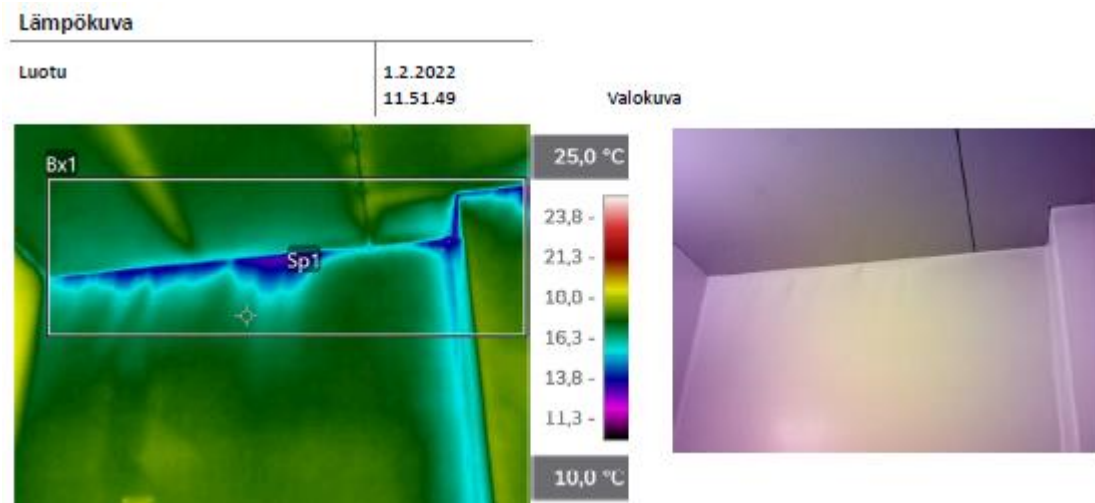 Lämpökuva
Luotu
1.2.2022
11.51.49
Valokuva
Bx1
Sp1
25,0 °C
23,8 -
21,3 -
18,8 -
16,3 -
13,8 -
11,3 -
10,0 °C